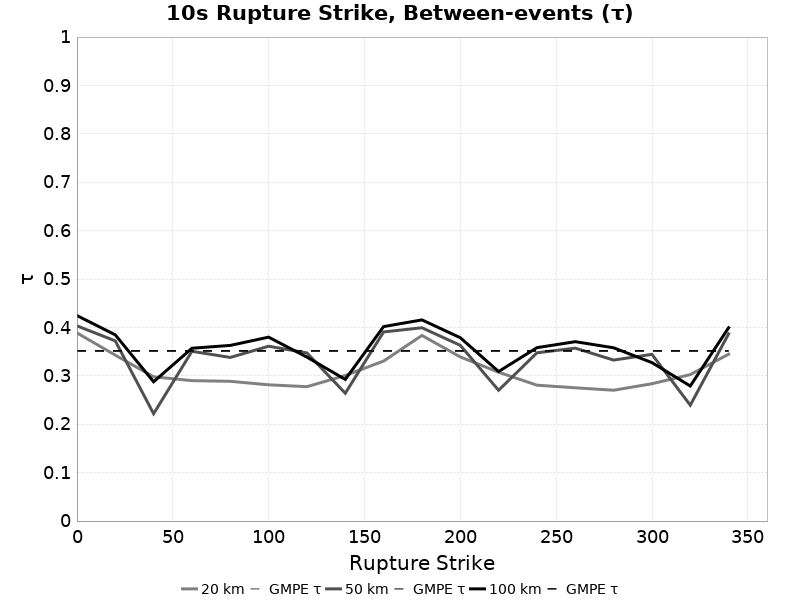 10s Rupture Strike, Between-events (τ)
1
0.9
0.8
0.7
0.6
0.5
τ
0.4
0.3
0.2
0.1
0
0 50 100 150 200 250 300 350
Rupture Strike
20 km GMPE τ 50 km GMPE τ 100 km GMPE τ